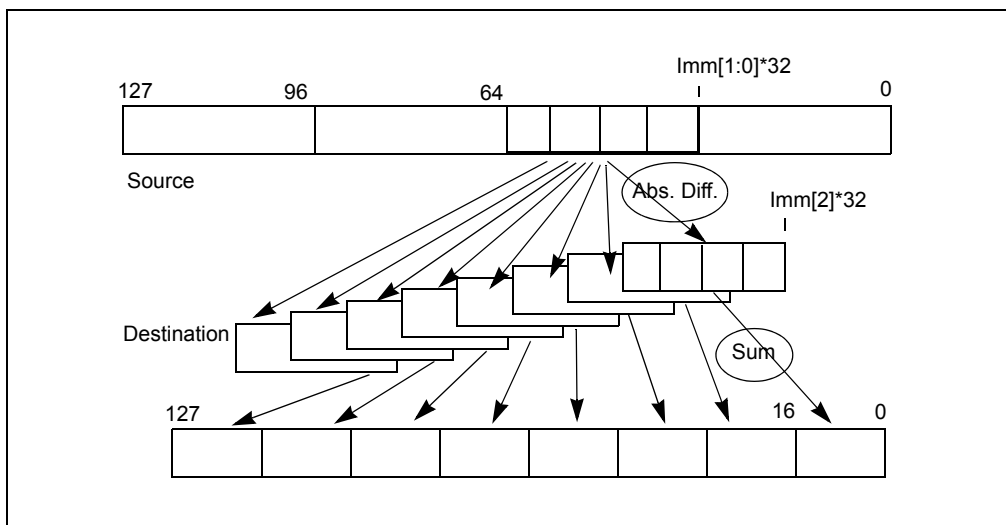 Imm[1:0]*32
127 96 64 0
Source
Abs. Diff.
Imm[2]*32
Destination
Sum
127 16 0